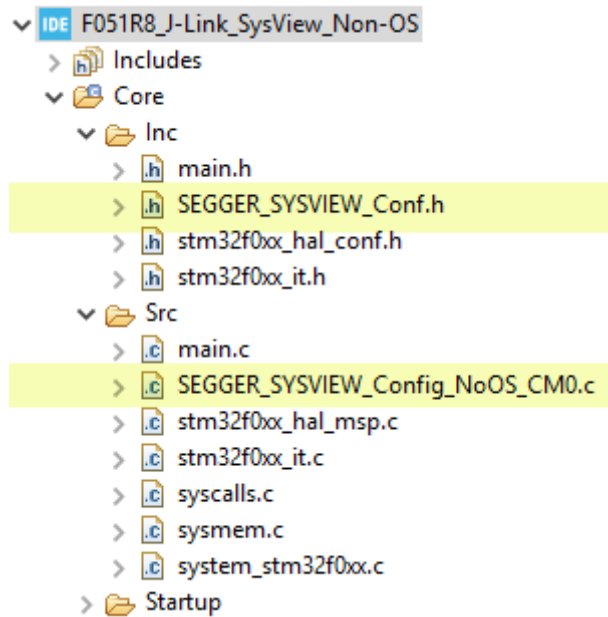 IDE F051R8_J-Link_SysView_Non-OS
h Includes
c Core
Inc
.h main.h
.h SEGGER_SYSVIEW_Conf.h
.h stm32f0xx_hal_conf.h
.h stm32f0xx_it.h
Src
.c main.c
.c SEGGER_SYSVIEW_Config_NoOS_CM0.c
.c stm32f0xx_hal_msp.c
.c stm32f0xx_it.c
.c syscalls.c
.c sysmem.c
.c system_stm32f0xx.c
Startup